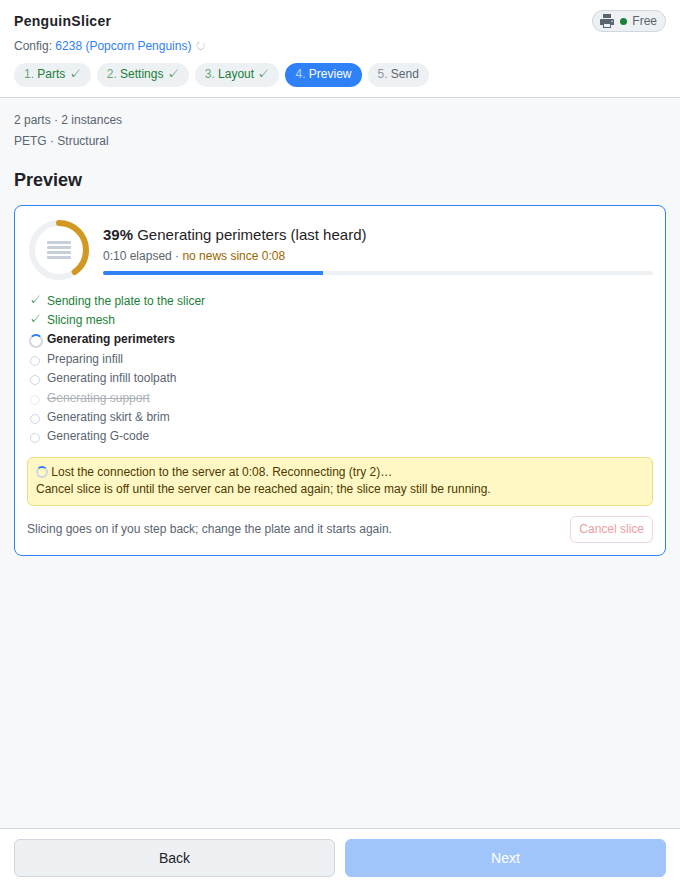 PenguinSlicer
Free
Config: 6238 (Popcorn Penguins)
1. Parts ✓
2. Settings ✓
3. Layout ✓
4. Preview
5. Send
2 parts · 2 instances
PETG · Structural
Preview
39% Generating perimeters (last heard)
0:10 elapsed · no news since 0:08
✓ Sending the plate to the slicer
✓ Slicing mesh
Generating perimeters
Preparing infill
Generating infill toolpath
Generating support
Generating skirt & brim
Generating G-code
Lost the connection to the server at 0:08. Reconnecting (try 2)…
Cancel slice is off until the server can be reached again; the slice may still be running.
Slicing goes on if you step back; change the plate and it starts again.
Cancel slice
Back
Next